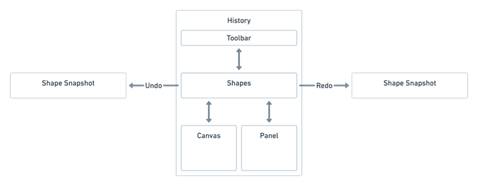 History
Toolbar
Shape Snapshot
Undo
Shapes
Redo
Shape Snapshot
Canvas
Panel